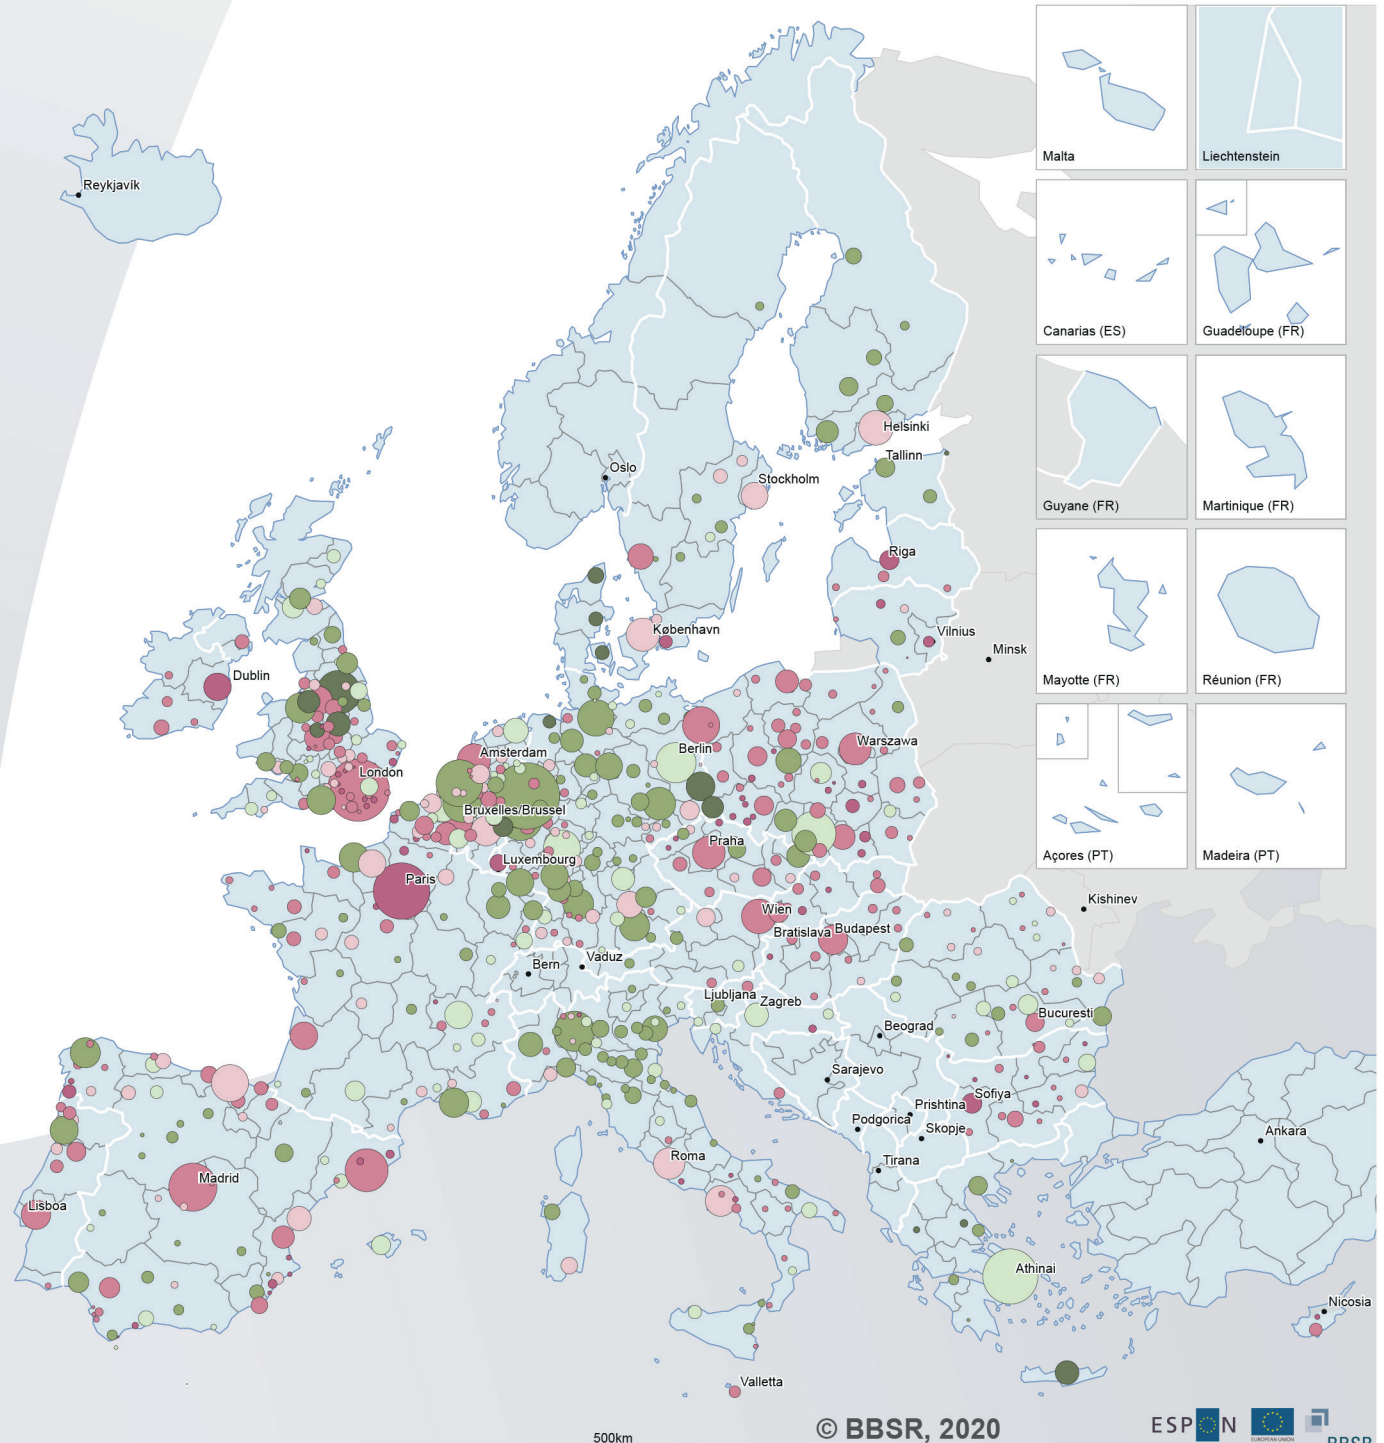 Malta
Liechtenstein
Reykjavík
Canarias (ES)
Guadeloupe (FR)
Helsinki
Tallinn
Oslo
Stockholm
Guyane (FR)
Martinique (FR)
Riga
København
Vilnius
Minsk
Dublin
Mayotte (FR)
Réunion (FR)
Amsterdam
Berlin
Warszawa
London
Bruxelles/Brussel
Praha
Luxembourg
Paris
Açores (PT)
Madeira (PT)
Kishinev
Wien
Bratislava
Budapest
Bern
Vaduz
Ljubljana
Zagreb
Bucuresti
Beograd
Sarajevo
Prishtina
Sofiya
Podgorica
Skopje
Ankara
Roma
Tirana
Madrid
Lisboa
Athinai
Nicosia
Valletta
500km
© BBSR, 2020
ESPON
EUROPEAN UNION
BBSR